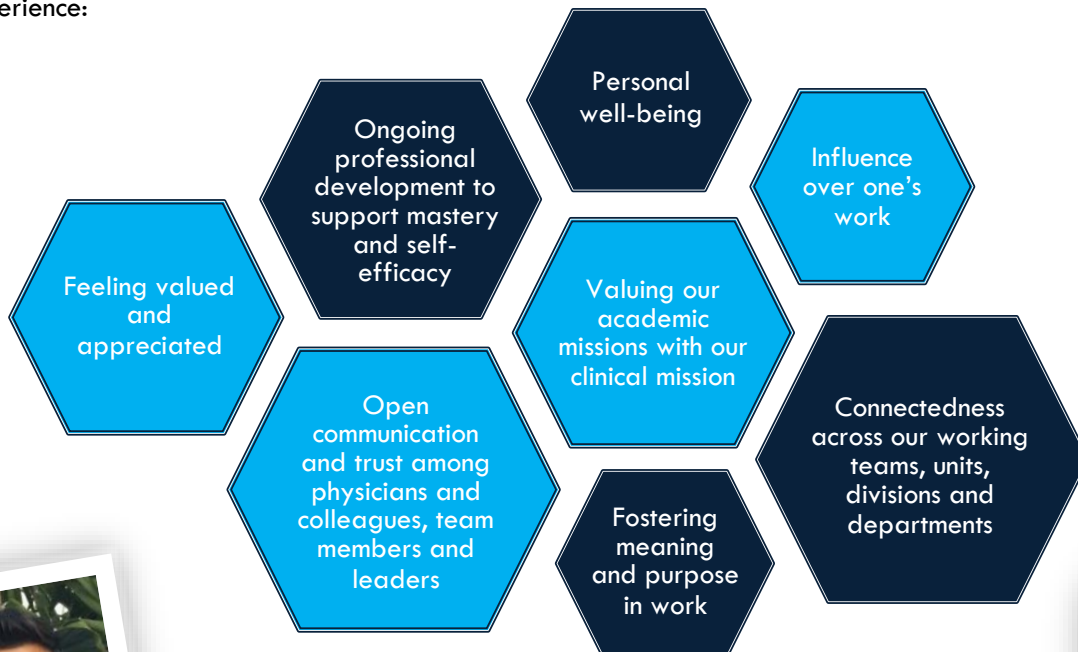 erience:
Personal
well-being
Ongoing
professional
development to
support mastery
and self-
efficacy
Influence
over one's
work
Feeling valued
and
appreciated
Valuing our
academic
missions with our
clinical mission
Open
communication
and trust among
physicians and
colleagues, team
members and
leaders
Connectedness
across our working
teams, units,
divisions and
departments
Fostering
meaning
and purpose
in work